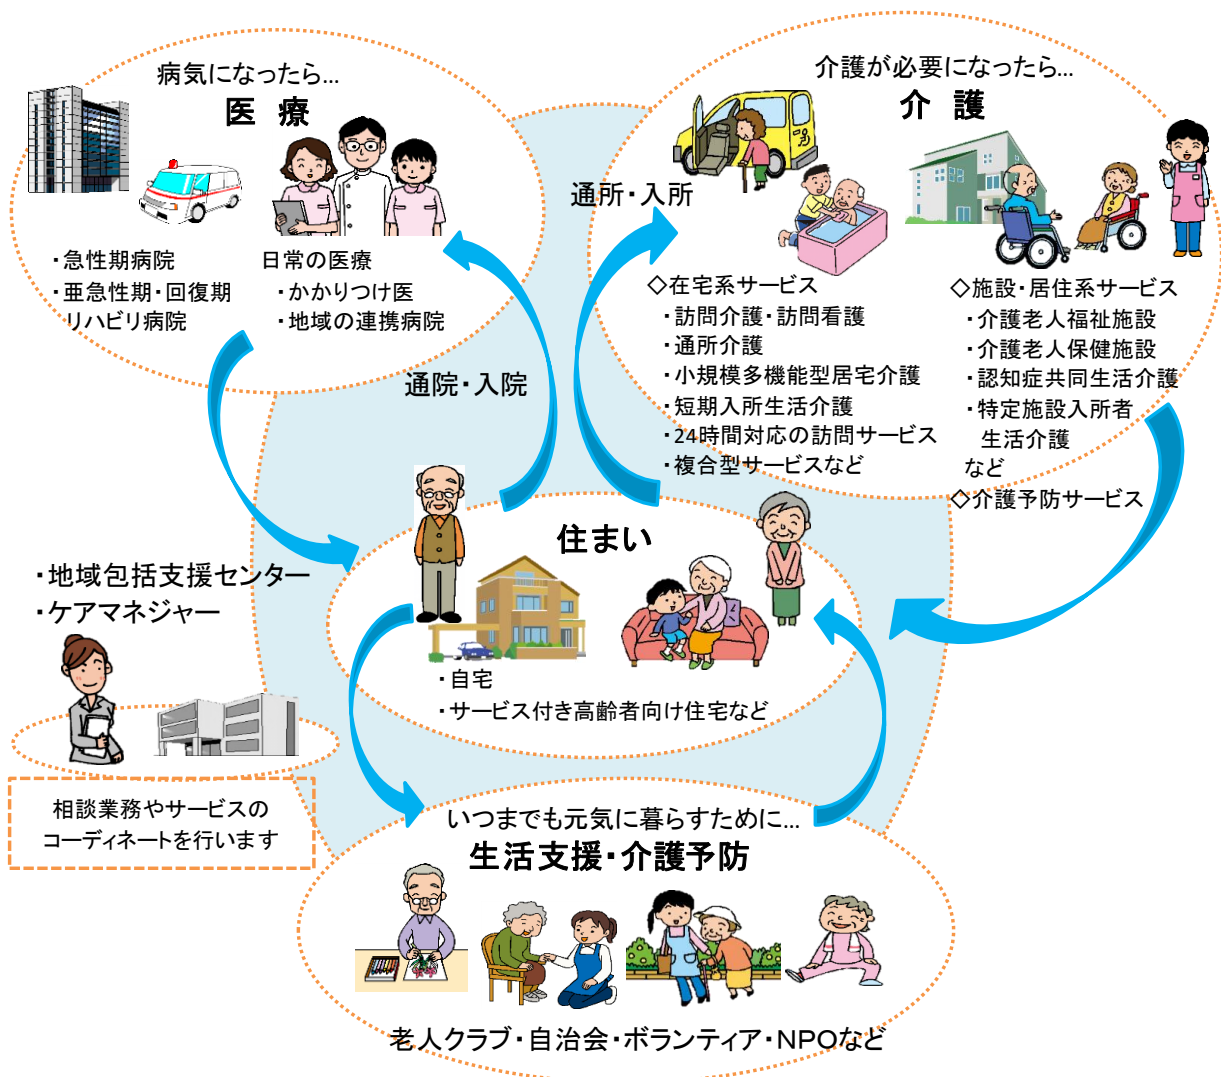 病気になったら...
医 療
・急性期病院
・亜急性期・回復期
リハビリ病院
日常の医療
・かかりつけ医
・地域の連携病院
介護が必要になったら...
介 護
通所・入所
◇在宅系サービス
・訪問介護・訪問看護
・通所介護
・小規模多機能型居宅介護
・短期入所生活介護
・24時間対応の訪問サービス
・複合型サービスなど
◇施設・居住系サービス
・介護老人福祉施設
・介護老人保健施設
・認知症共同生活介護
・特定施設入所者
生活介護
など
◇介護予防サービス
通院・入院
住まい
・自宅
・サービス付き高齢者向け住宅など
・地域包括支援センター
・ケアマネジャー
相談業務やサービスの
コーディネートを行います
いつまでも元気に暮らすために...
生活支援・介護予防
老人クラブ・自治会・ボランティア・NPOなど